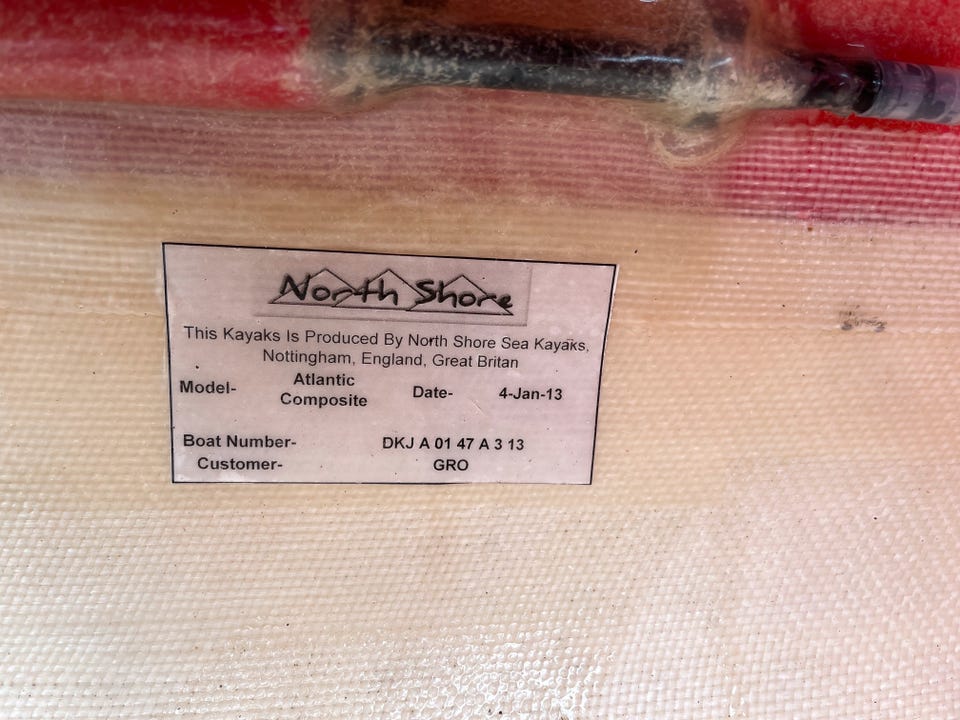 North Shore
This Kayaks Is Produced By North Shore Sea Kayaks,
Nottingham, England, Great Britan
Model- Atlantic Composite Date- 4-Jan-13
Boat Number- DKJ A 01 47 A 3 13
Customer- GRO